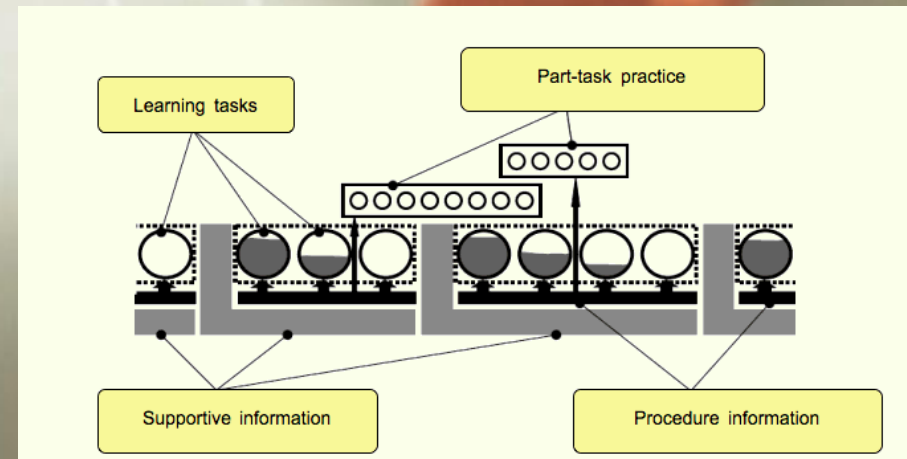 Part-task practice
Learning tasks
Supportive information
Procedure information